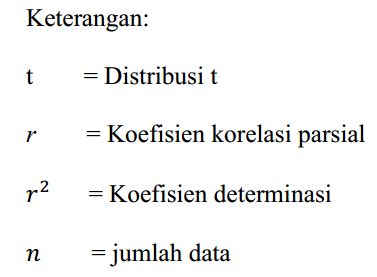 Keterangan:
t = Distribusi t
r = Koefisien korelasi parsial
r² = Koefisien determinasi
n = jumlah data